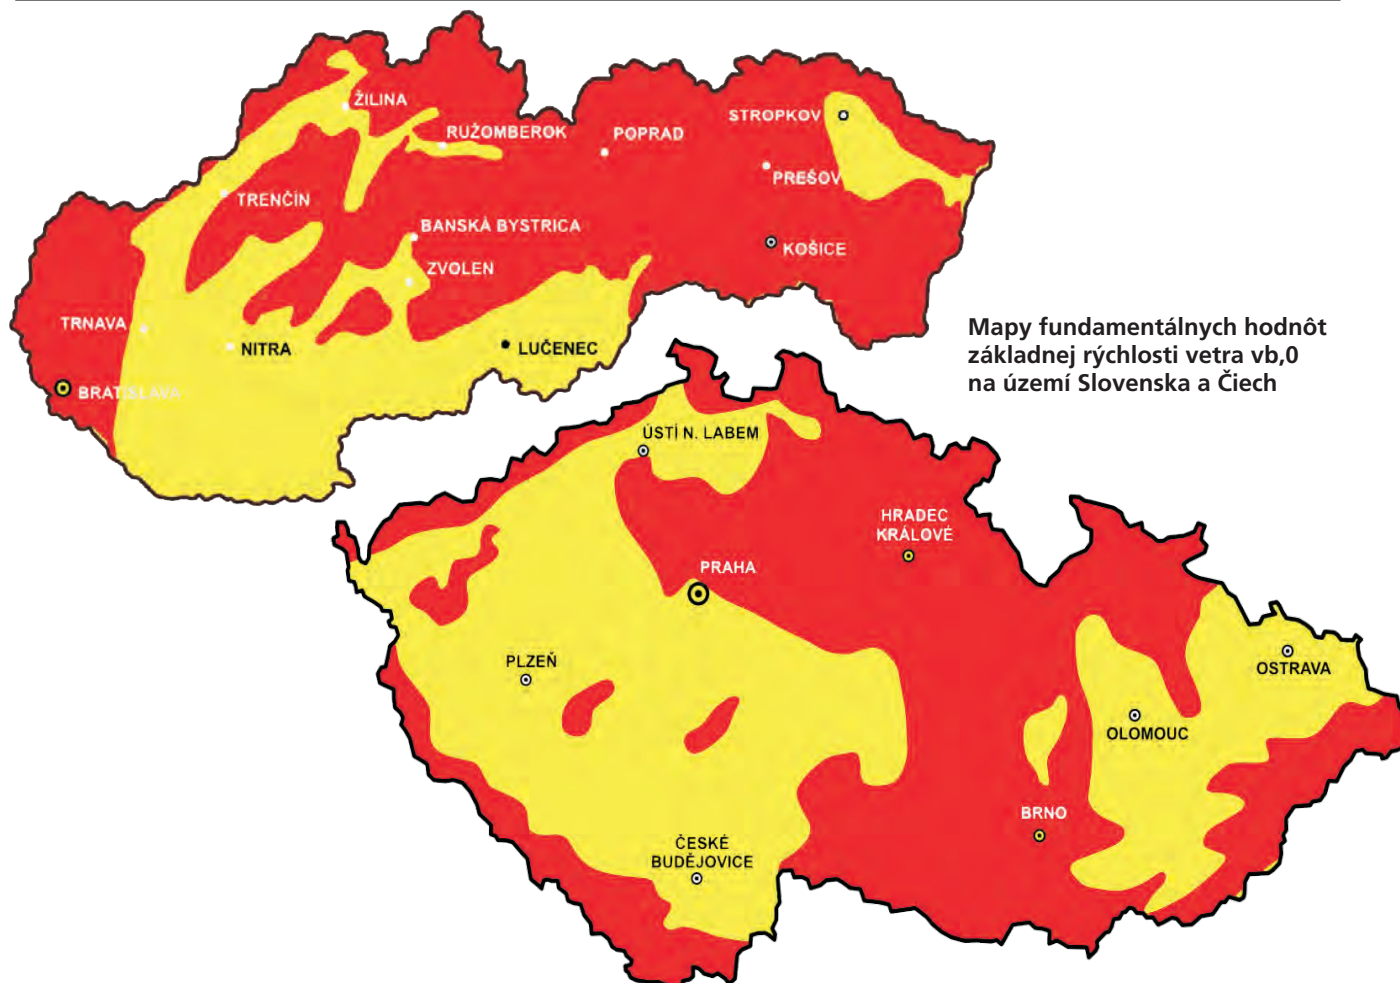 ŽILINA
RUŽOMBEROK
POPRAD
STROPKOV
PREŠOV
TRENČÍN
BANSKÁ BYSTRICA
KOŠICE
ZVOLEN
TRNAVA
NITRA
LUČENEC
BRATISLAVA
Mapy fundamentálnych hodnôt
základnej rýchlosti vetra vb,0
na území Slovenska a Čiech
ÚSTÍ N. LABEM
HRADEC
KRÁLOVÉ
PRAHA
PLZEŇ
OSTRAVA
OLOMOUC
BRNO
ČESKÉ
BUDĚJOVICE